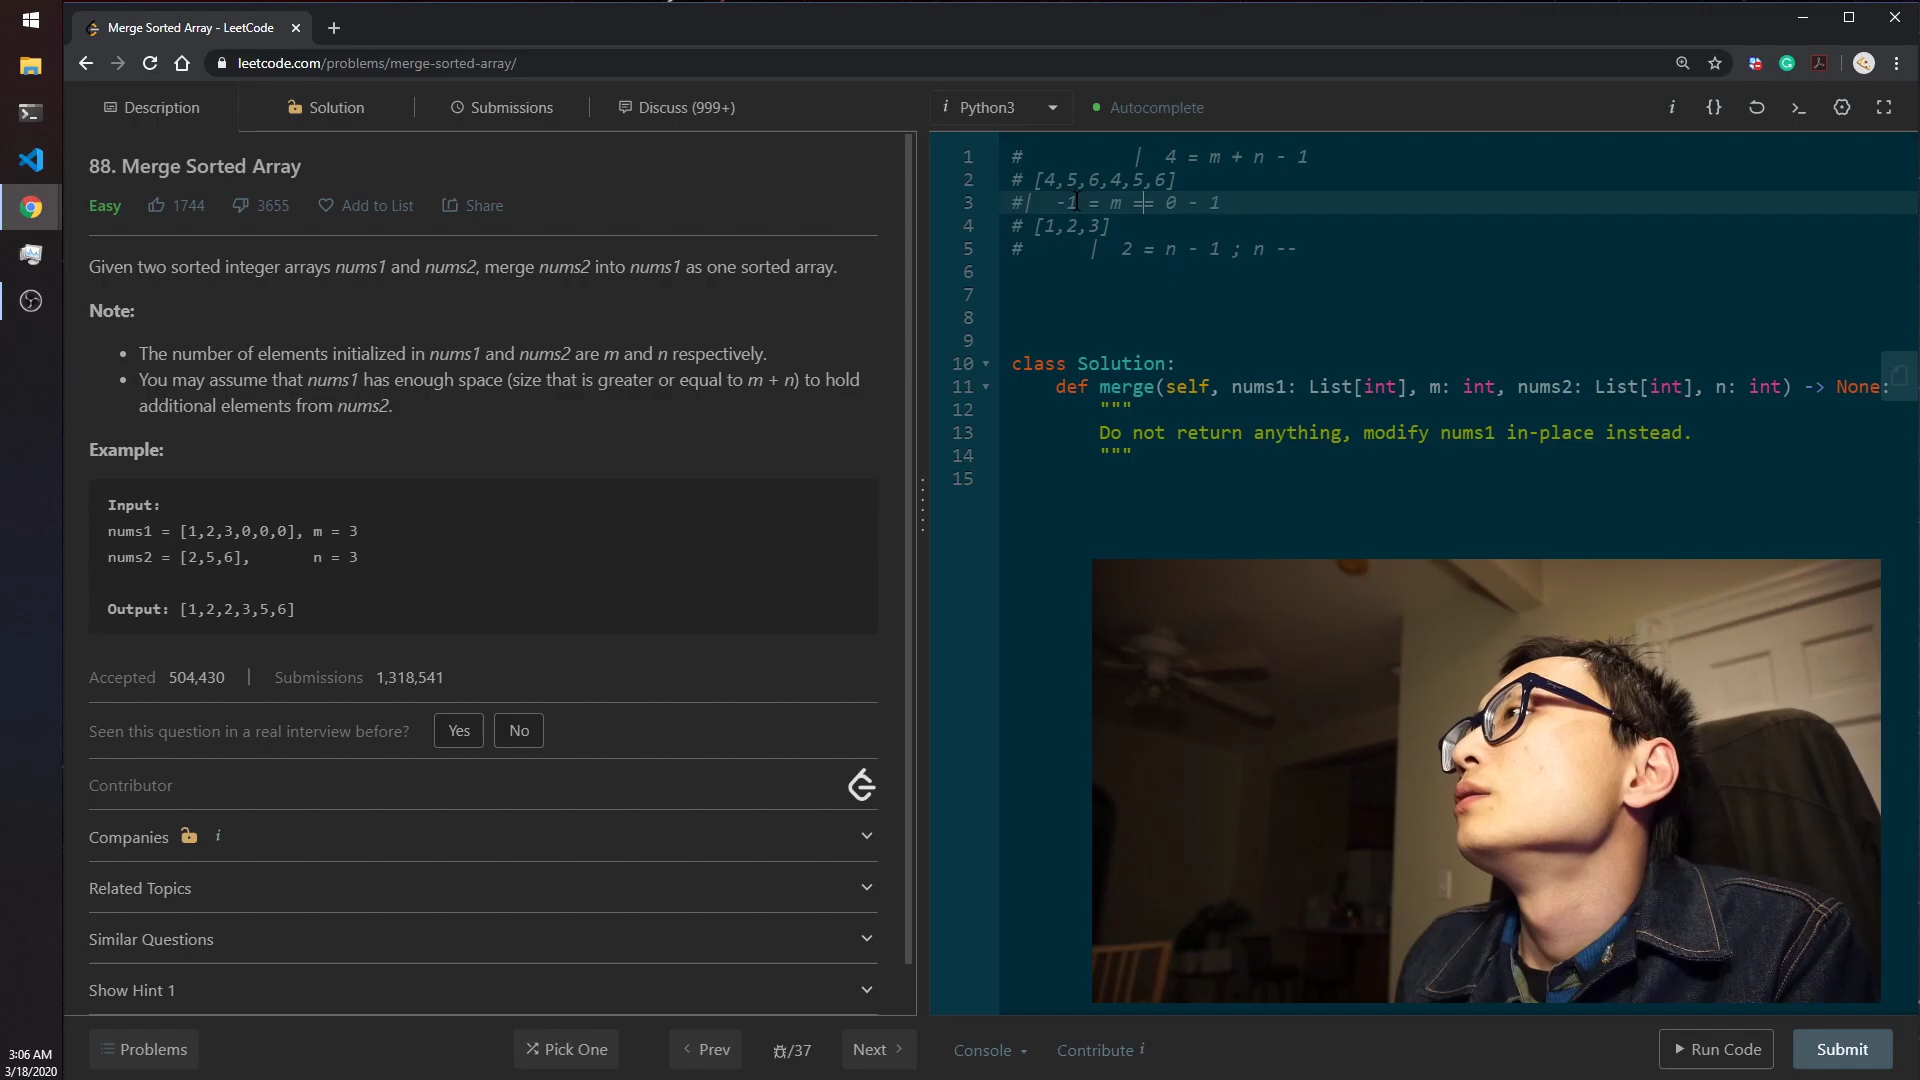 Merge Sorted Array - LeetCode
leetcode.com/problems/merge-sorted-array/
Description
Solution
Submissions
Discuss (999+)
88. Merge Sorted Array
Easy 1744 3655 Add to List Share
Given two sorted integer arrays nums1 and nums2, merge nums2 into nums1 as one sorted array.
Note:
• The number of elements initialized in nums1 and nums2 are m and n respectively.
• You may assume that nums1 has enough space (size that is greater or equal to m + n) to hold
additional elements from nums2.
Example:
Input:
nums1 = [1,2,3,0,0,0], m = 3
nums2 = [2,5,6],       n = 3
Output: [1,2,2,3,5,6]
Accepted 504,430 | Submissions 1,318,541
Seen this question in a real interview before? Yes No
Contributor
Companies i
Related Topics
Similar Questions
Show Hint 1
Problems
Pick One
< Prev
/37
Next >
i Python3
Autocomplete
i {}
1 #          |  4 = m + n - 1
2 # [4,5,6,4,5,6]
3 #|  -1 = m == 0 - 1
4 # [1,2,3]
5 #      |  2 = n - 1 ; n --
6
7
8
9
10 class Solution:
11     def merge(self, nums1: List[int], m: int, nums2: List[int], n: int) -> None:
12         """
13         Do not return anything, modify nums1 in-place instead.
14         """
15
Console
Contribute i
Run Code
Submit
3:06 AM
3/18/2020